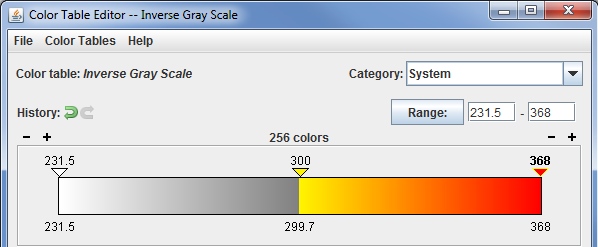 Color Table Editor -- Inverse Gray Scale
File Color Tables Help
Color table: Inverse Gray Scale Category: System
History: Range: 231.5 - 368
- + 256 colors - +
231.5 300 368
231.5 299.7 368